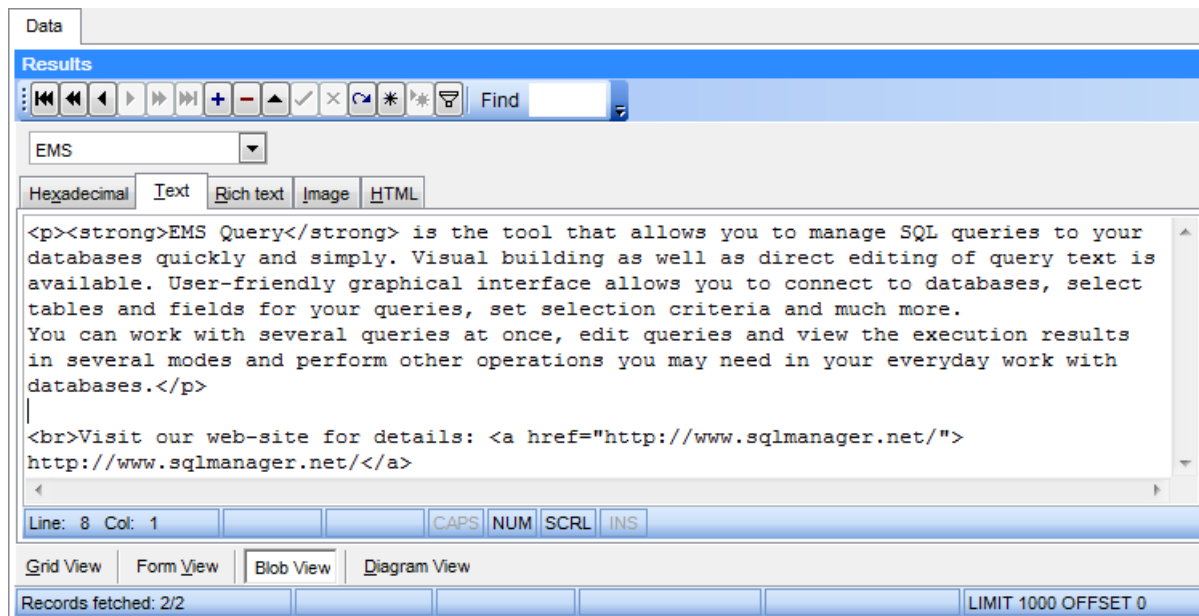 Data
Results
Find
EMS
Hexadecimal Text Rich text Image HTML
<p><strong>EMS Query</strong> is the tool that allows you to manage SQL queries to your
databases quickly and simply. Visual building as well as direct editing of query text is
available. User-friendly graphical interface allows you to connect to databases, select
tables and fields for your queries, set selection criteria and much more.
You can work with several queries at once, edit queries and view the execution results
in several modes and perform other operations you may need in your everyday work with
databases.</p>
<br>Visit our web-site for details: <a href="http://www.sqlmanager.net/">
http://www.sqlmanager.net/</a>
Line: 8 Col: 1 CAPS NUM SCRL INS
Grid View Form View Blob View Diagram View
Records fetched: 2/2 LIMIT 1000 OFFSET 0